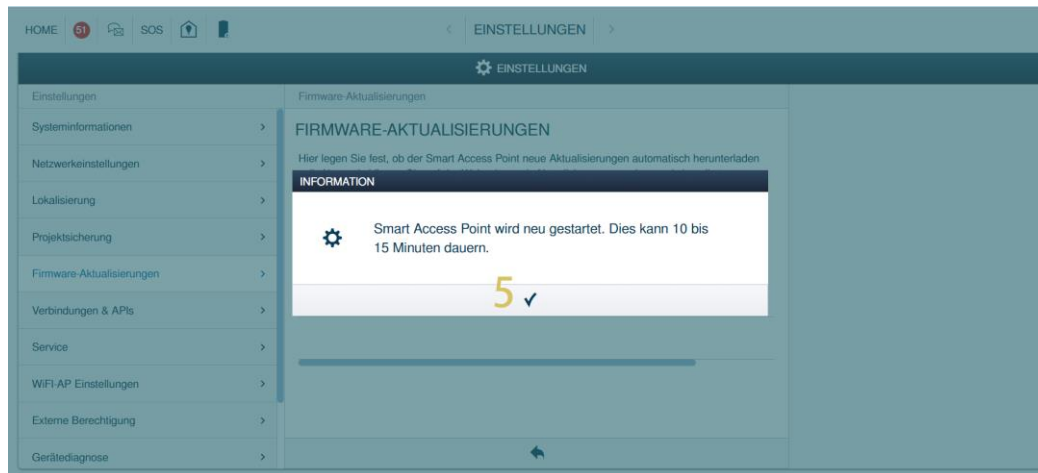 HOME 51 SOS < EINSTELLUNGEN >
EINSTELLUNGEN
Einstellungen
Systeminformationen
Netzwerkeinstellungen
Lokalisierung
Projektsicherung
Firmware-Aktualisierungen
Verbindungen & APIs
Service
WiFI-AP Einstellungen
Externe Berechtigung
Gerätediagnose
Firmware-Aktualisierungen
FIRMWARE-AKTUALISIERUNGEN
Hier legen Sie fest, ob der Smart Access Point neue Aktualisierungen automatisch herunterladen
INFORMATION
Smart Access Point wird neu gestartet. Dies kann 10 bis
15 Minuten dauern.
5